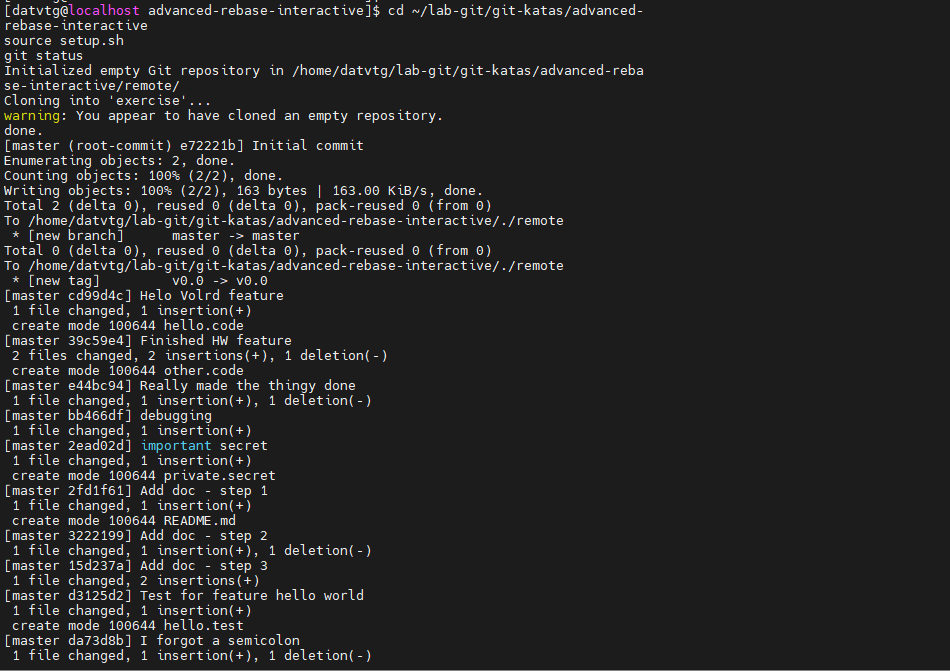 [datvtg@localhost advanced-rebase-interactive]$ cd ~/lab-git/git-katas/advanced-
rebase-interactive
source setup.sh
git status
Initialized empty Git repository in /home/datvtg/lab-git/git-katas/advanced-reba
se-interactive/remote/
Cloning into 'exercise'...
warning: You appear to have cloned an empty repository.
done.
[master (root-commit) e72221b] Initial commit
Enumerating objects: 2, done.
Counting objects: 100% (2/2), done.
Writing objects: 100% (2/2), 163 bytes | 163.00 KiB/s, done.
Total 2 (delta 0), reused 0 (delta 0), pack-reused 0 (from 0)
To /home/datvtg/lab-git/git-katas/advanced-rebase-interactive/./remote
 * [new branch]      master -> master
Total 0 (delta 0), reused 0 (delta 0), pack-reused 0 (from 0)
To /home/datvtg/lab-git/git-katas/advanced-rebase-interactive/./remote
 * [new tag]         v0.0 -> v0.0
[master cd99d4c] Helo Volrd feature
 1 file changed, 1 insertion(+)
 create mode 100644 hello.code
[master 39c59e4] Finished HW feature
 2 files changed, 2 insertions(+), 1 deletion(-)
 create mode 100644 other.code
[master e44bc94] Really made the thingy done
 1 file changed, 1 insertion(+), 1 deletion(-)
[master bb466df] debugging
 1 file changed, 1 insertion(+)
[master 2ead02d] important secret
 1 file changed, 1 insertion(+)
 create mode 100644 private.secret
[master 2fd1f61] Add doc - step 1
 1 file changed, 1 insertion(+)
 create mode 100644 README.md
[master 3222199] Add doc - step 2
 1 file changed, 1 insertion(+), 1 deletion(-)
[master 15d237a] Add doc - step 3
 1 file changed, 2 insertions(+)
[master d3125d2] Test for feature hello world
 1 file changed, 1 insertion(+)
 create mode 100644 hello.test
[master da73d8b] I forgot a semicolon
 1 file changed, 1 insertion(+), 1 deletion(-)